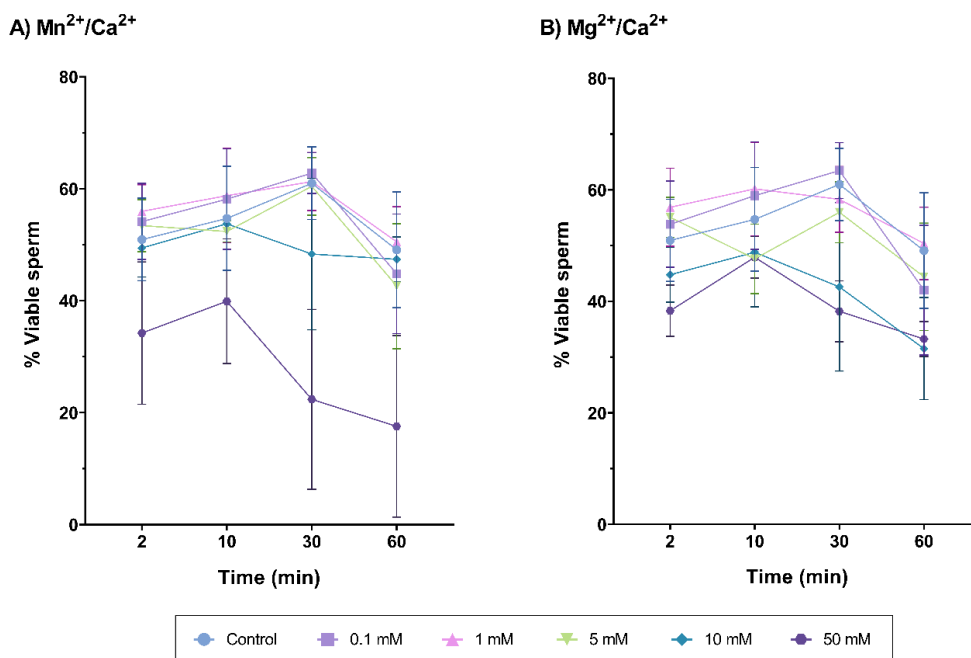 A) Mn²⁺/Ca²⁺
B) Mg²⁺/Ca²⁺
% Viable sperm
80
60
40
20
0
2 10 30 60
Time (min)
% Viable sperm
80
60
40
20
0
2 10 30 60
Time (min)
Control 0.1 mM 1 mM 5 mM 10 mM 50 mM